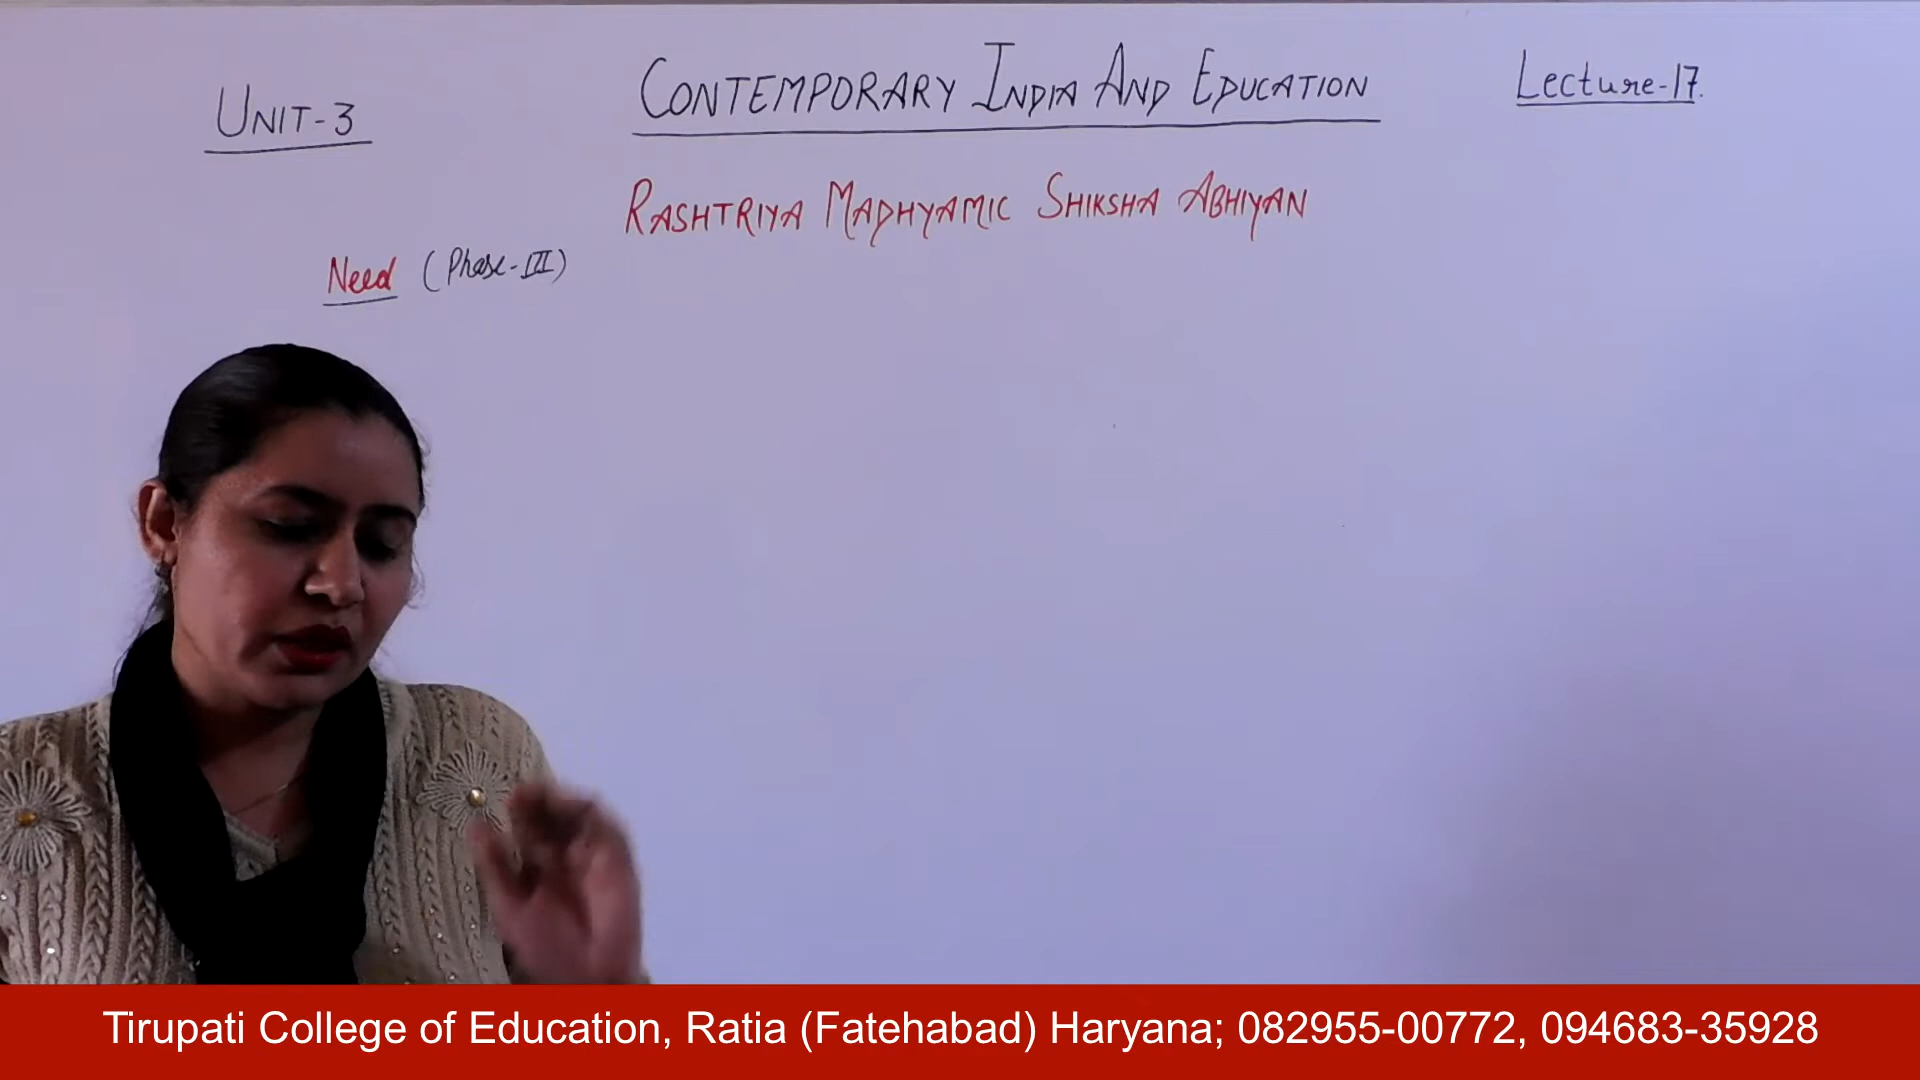 UNIT-3
CONTEMPORARY INDIA AND EDUCATION
Lecture-17.
RASHTRIYA MADHYAMIC SHIKSHA ABHIYAN
Need (Phase-III)
Tirupati College of Education, Ratia (Fatehabad) Haryana; 082955-00772, 094683-35928